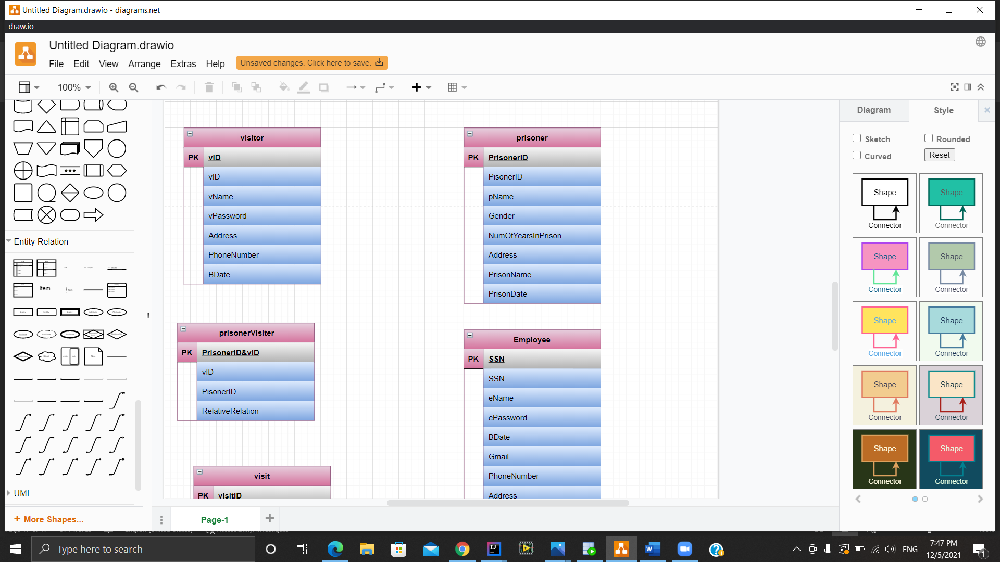 Untitled Diagram.drawio - diagrams.net
draw.io
Untitled Diagram.drawio
File Edit View Arrange Extras Help Unsaved changes. Click here to save.
100%
Entity Relation
Item
UML
+ More Shapes...
visitor
PK vID
vID
vName
vPassword
Address
PhoneNumber
BDate
prisoner
PK PrisonerID
PisonerID
pName
Gender
NumOfYearsInPrison
Address
PrisonName
PrisonDate
prisonerVisiter
PK PrisonerID&vID
vID
PisonerID
RelativeRelation
Employee
PK SSN
SSN
eName
ePassword
BDate
Gmail
PhoneNumber
Address
visit
PK visitID
Page-1
Diagram Style
Sketch Rounded
Curved Reset
Shape Shape
Connector Connector
Shape Shape
Connector Connector
Shape Shape
Connector Connector
Shape Shape
Connector Connector
Shape Shape
Connector Connector
Type here to search
ENG
7:47 PM
12/5/2021
1